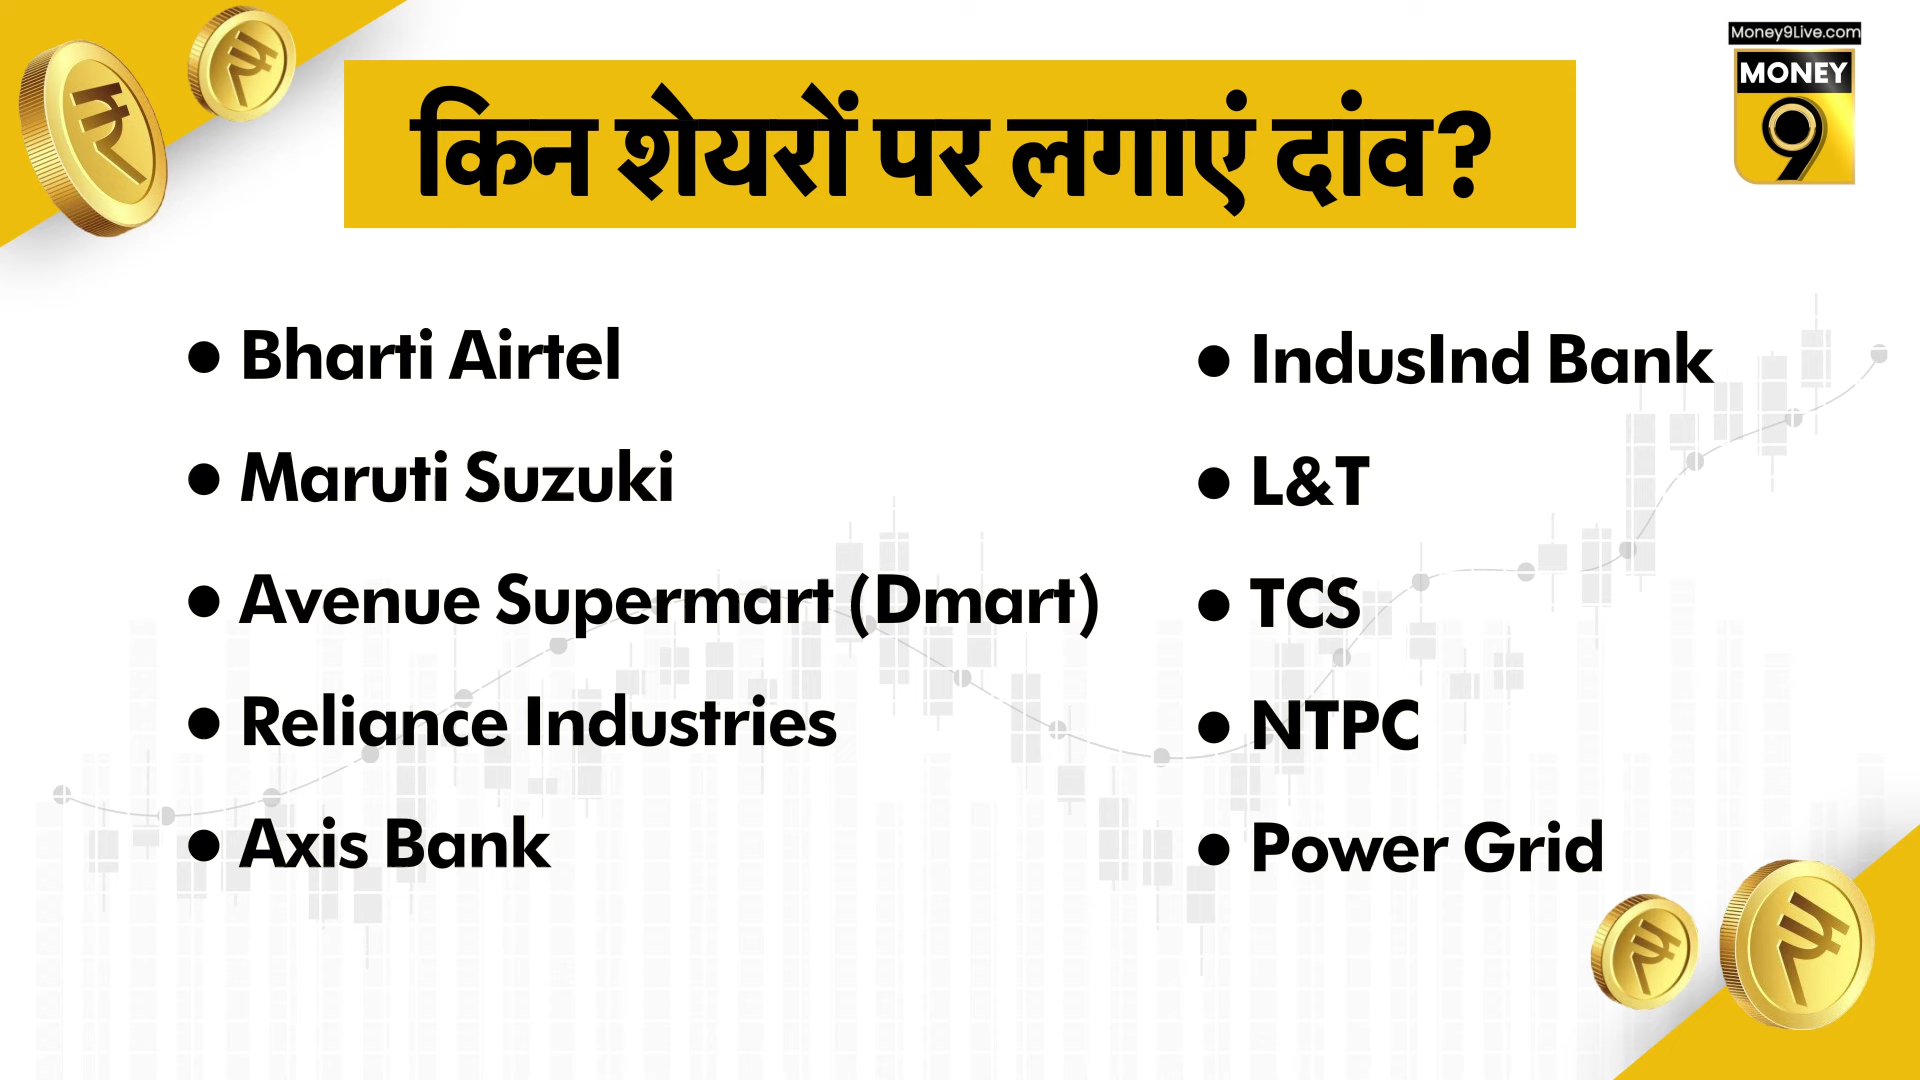 Money9Live.com
MONEY
9
किन शेयरों पर लगाएं दांव?
• Bharti Airtel
• Maruti Suzuki
• Avenue Supermart (Dmart)
• Reliance Industries
• Axis Bank
• IndusInd Bank
• L&T
• TCS
• NTPC
• Power Grid